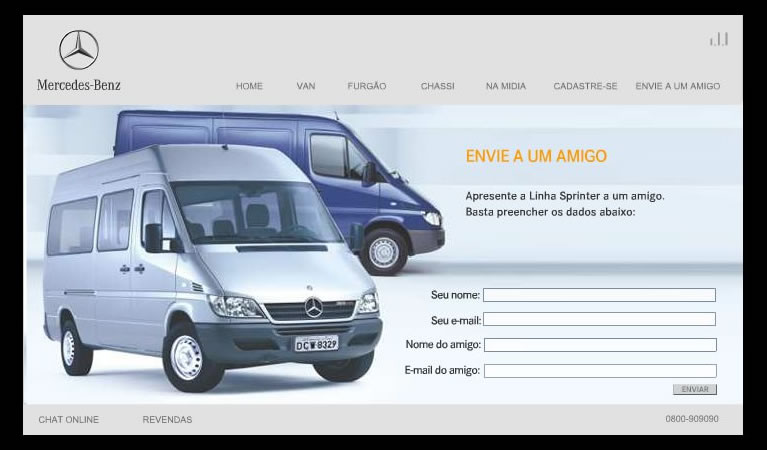 Mercedes-Benz
HOME VAN FURGÃO CHASSI NA MIDIA CADASTRE-SE ENVIE A UM AMIGO
ENVIE A UM AMIGO
Apresente a Linha Sprinter a um amigo.
Basta preencher os dados abaixo:
Seu nome:
Seu e-mail:
Nome do amigo:
E-mail do amigo:
ENVIAR
DCW-8329
CHAT ONLINE REVENDAS 0800-909090